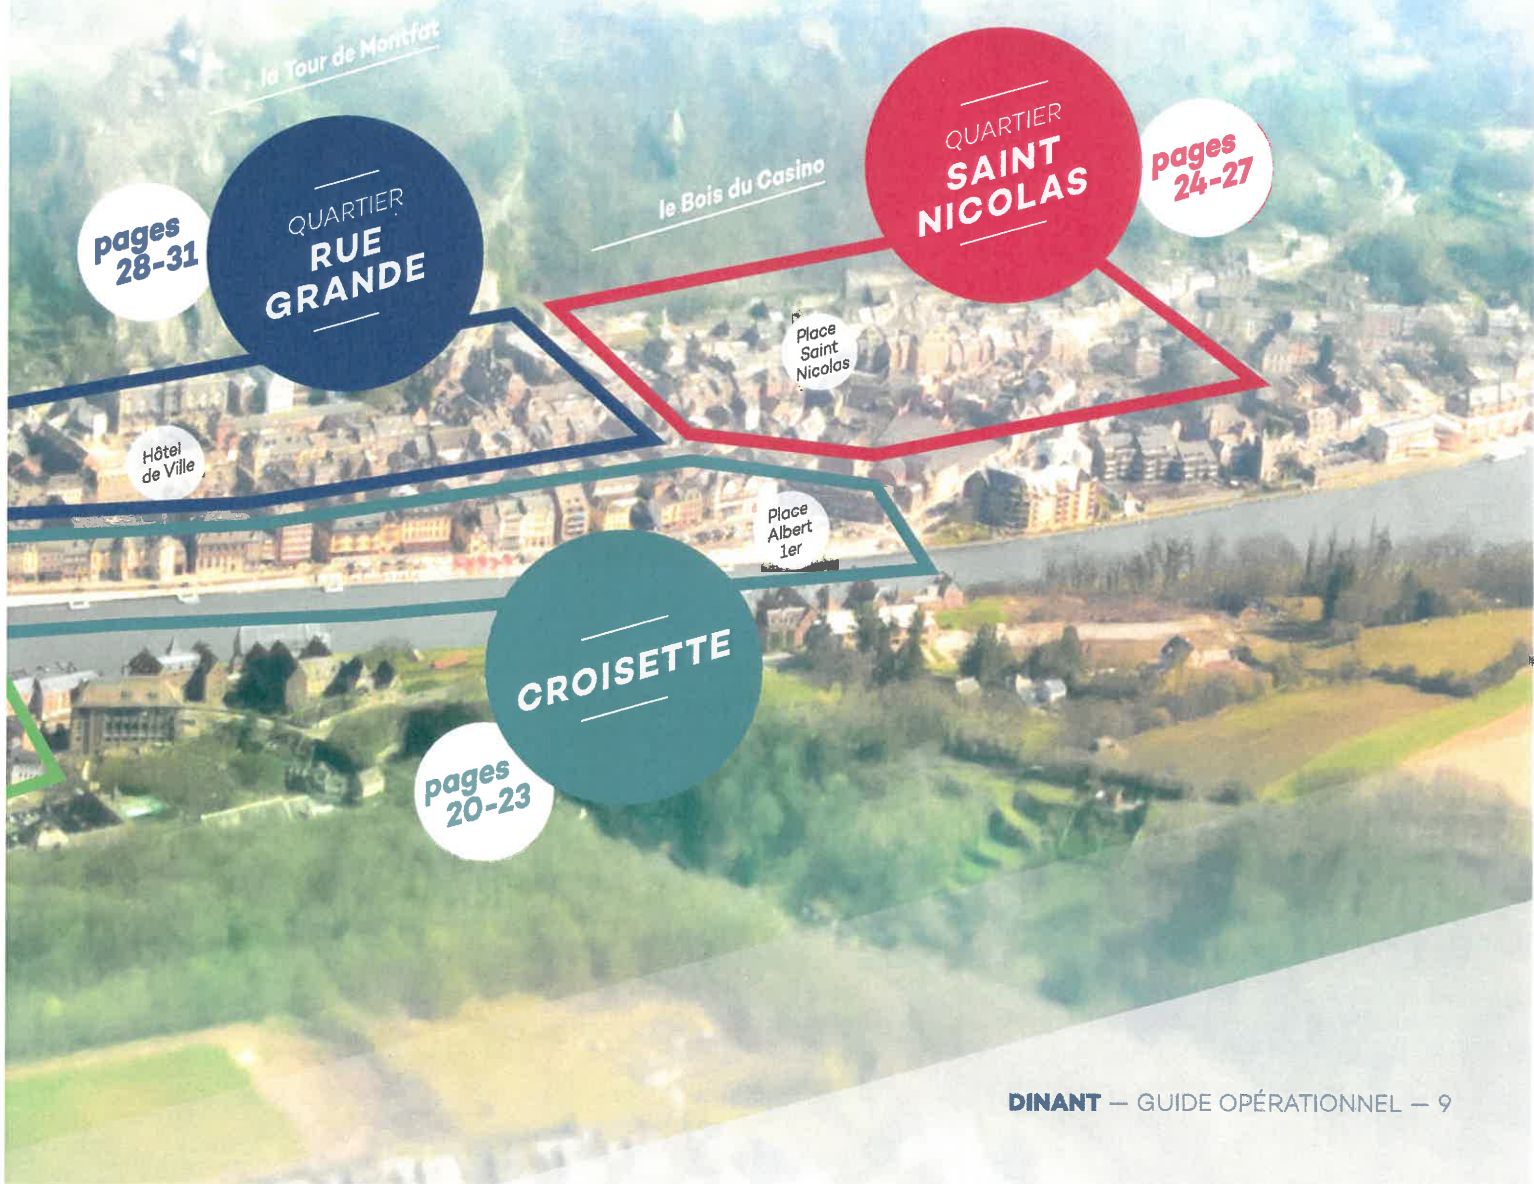 la Tour de Montfat
QUARTIER
SAINT
NICOLAS
pages
24-27
le Bois du Casino
pages
28-31
QUARTIER
RUE
GRANDE
Place
Saint
Nicolas
Hôtel
de Ville
Place
Albert
1er
CROISETTE
pages
20-23
DINANT — GUIDE OPÉRATIONNEL — 9